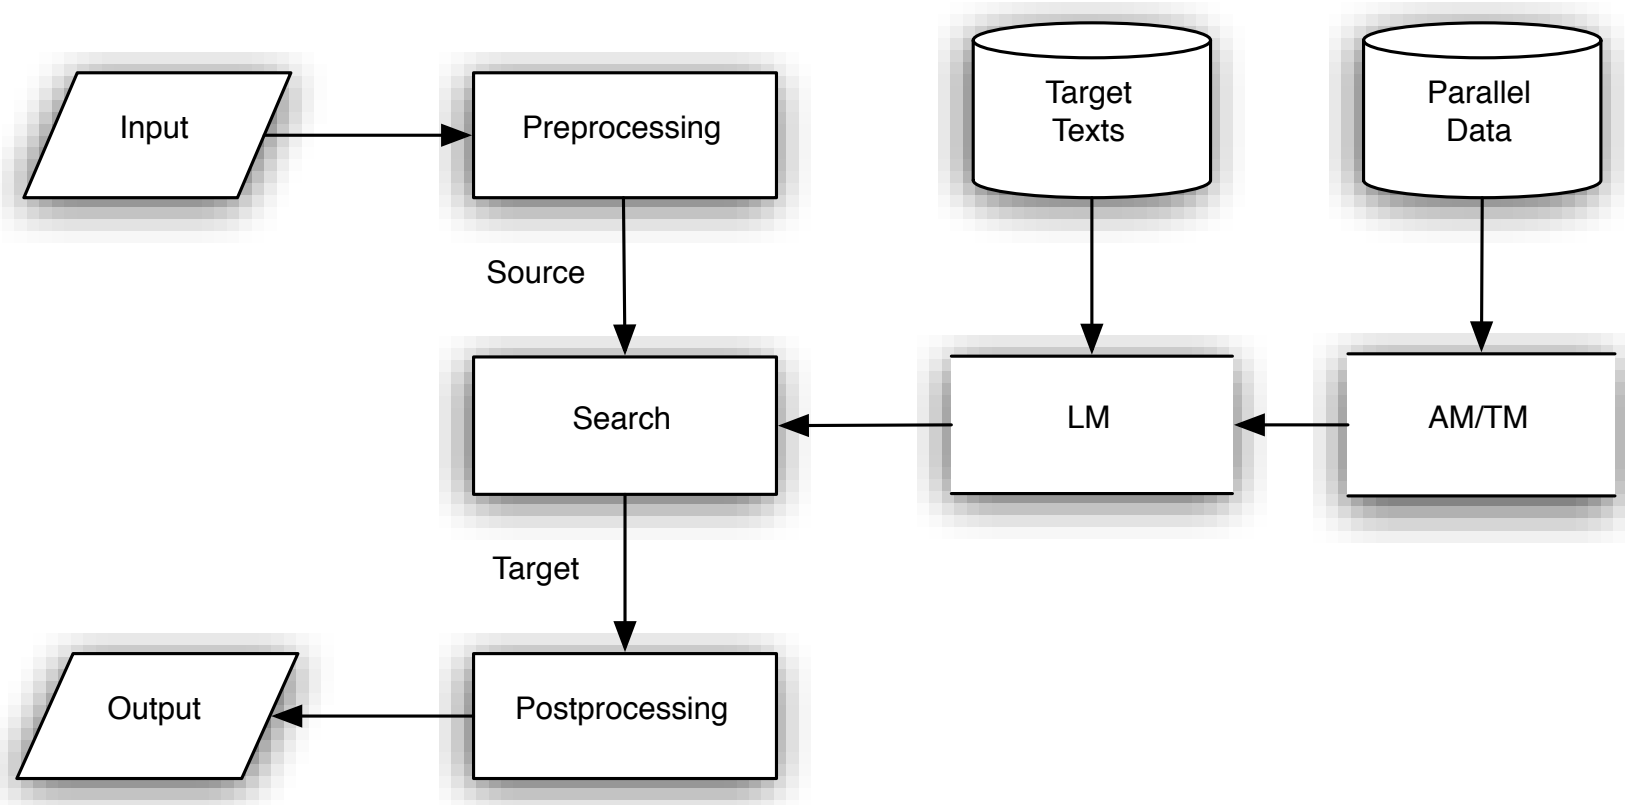 Input
Preprocessing
Target
Texts
Parallel
Data
Source
Search
LM
AM/TM
Target
Output
Postprocessing